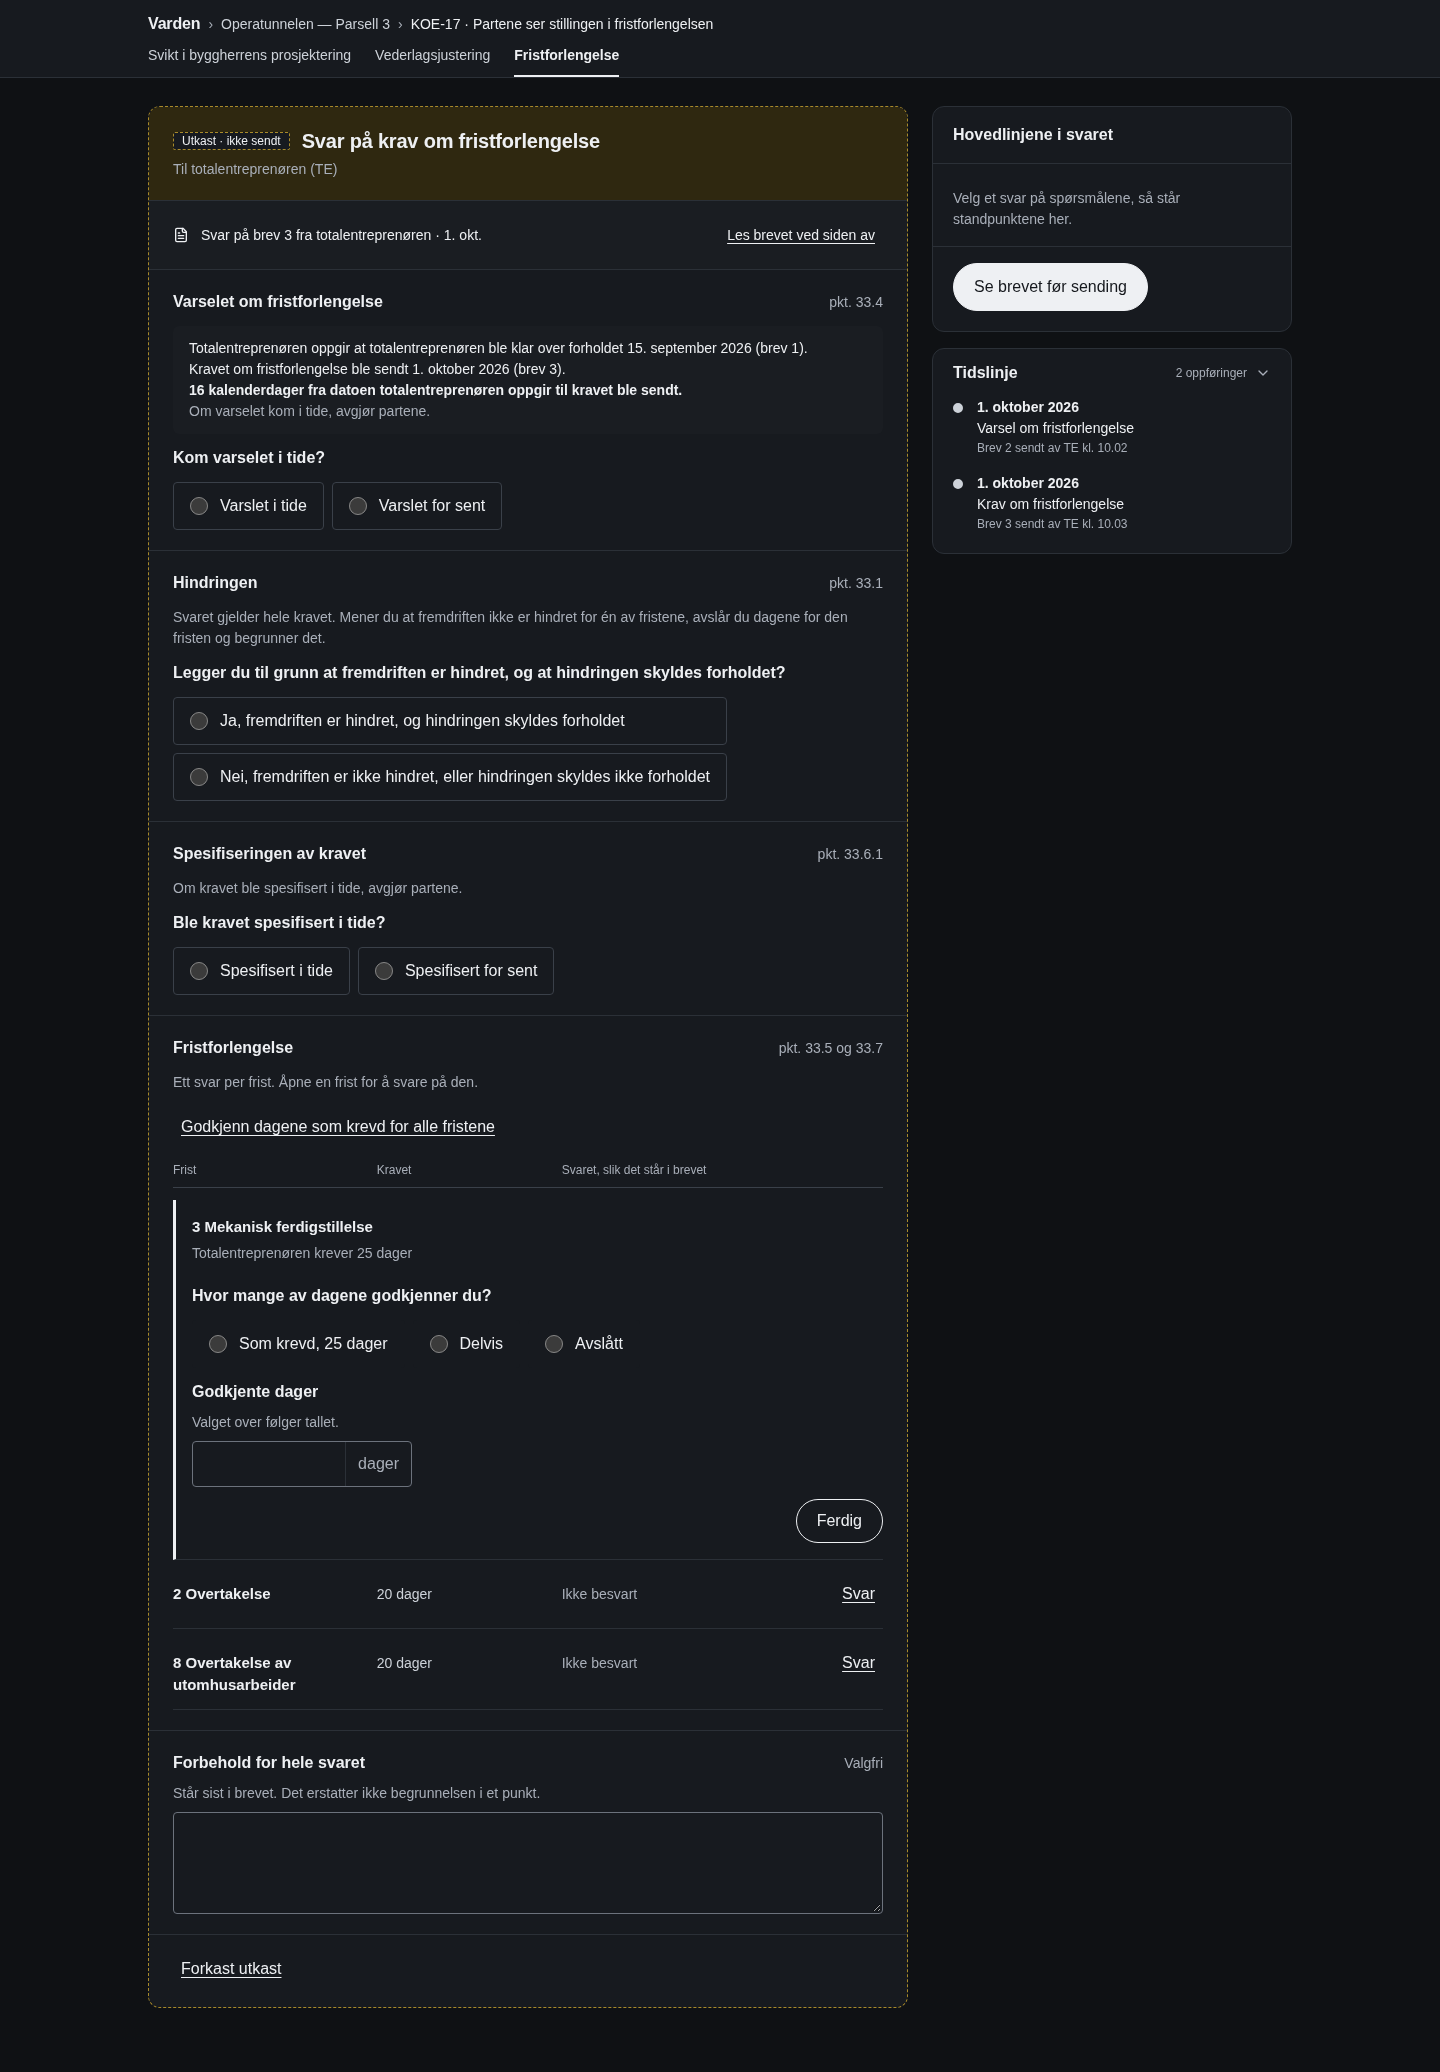 Varden › Operatunnelen — Parsell 3 › KOE-17 · Partene ser stillingen i fristforlengelsen
Svikt i byggherrens prosjektering Vederlagsjustering Fristforlengelse
Utkast · ikke sendt Svar på krav om fristforlengelse
Til totalentreprenøren (TE)
Svar på brev 3 fra totalentreprenøren · 1. okt. Les brevet ved siden av
Varselet om fristforlengelse pkt. 33.4
Totalentreprenøren oppgir at totalentreprenøren ble klar over forholdet 15. september 2026 (brev 1).
Kravet om fristforlengelse ble sendt 1. oktober 2026 (brev 3).
16 kalenderdager fra datoen totalentreprenøren oppgir til kravet ble sendt.
Om varselet kom i tide, avgjør partene.
Kom varselet i tide?
Varslet i tide Varslet for sent
Hindringen pkt. 33.1
Svaret gjelder hele kravet. Mener du at fremdriften ikke er hindret for én av fristene, avslår du dagene for den
fristen og begrunner det.
Legger du til grunn at fremdriften er hindret, og at hindringen skyldes forholdet?
Ja, fremdriften er hindret, og hindringen skyldes forholdet
Nei, fremdriften er ikke hindret, eller hindringen skyldes ikke forholdet
Spesifiseringen av kravet pkt. 33.6.1
Om kravet ble spesifisert i tide, avgjør partene.
Ble kravet spesifisert i tide?
Spesifisert i tide Spesifisert for sent
Fristforlengelse pkt. 33.5 og 33.7
Ett svar per frist. Åpne en frist for å svare på den.
Godkjenn dagene som krevd for alle fristene
Frist Kravet Svaret, slik det står i brevet
3 Mekanisk ferdigstillelse
Totalentreprenøren krever 25 dager
Hvor mange av dagene godkjenner du?
Som krevd, 25 dager Delvis Avslått
Godkjente dager
Valget over følger tallet.
dager
Ferdig
2 Overtakelse 20 dager Ikke besvart Svar
8 Overtakelse av 20 dager Ikke besvart Svar
utomhusarbeider
Forbehold for hele svaret Valgfri
Står sist i brevet. Det erstatter ikke begrunnelsen i et punkt.
Forkast utkast
Hovedlinjene i svaret
Velg et svar på spørsmålene, så står
standpunktene her.
Se brevet før sending
Tidslinje 2 oppføringer
1. oktober 2026
Varsel om fristforlengelse
Brev 2 sendt av TE kl. 10.02
1. oktober 2026
Krav om fristforlengelse
Brev 3 sendt av TE kl. 10.03